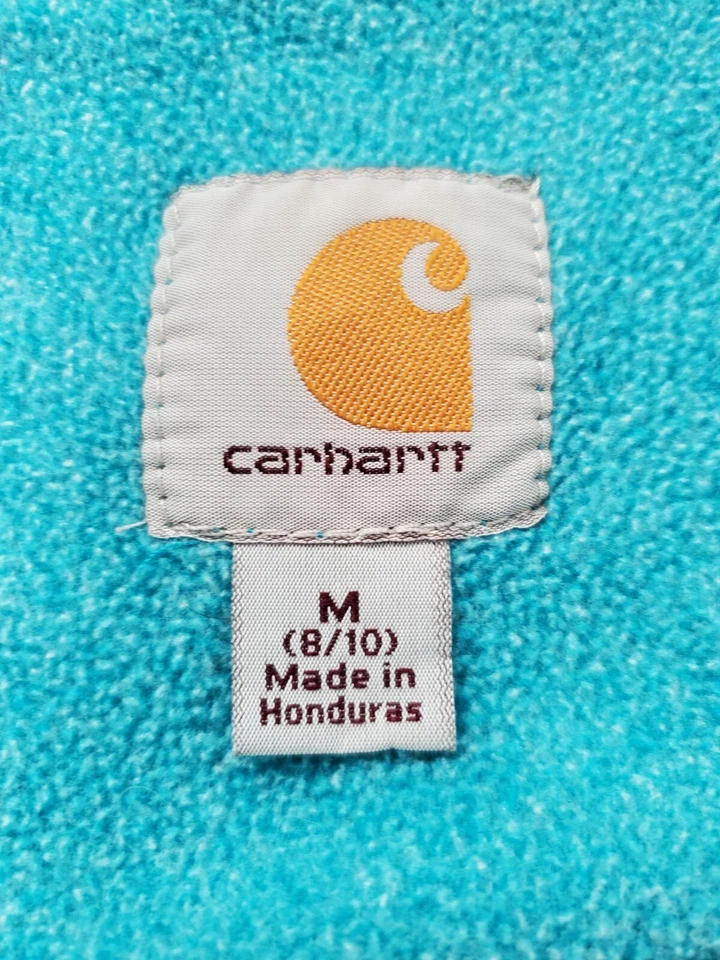 carhartt
M
(8/10)
Made in
Honduras